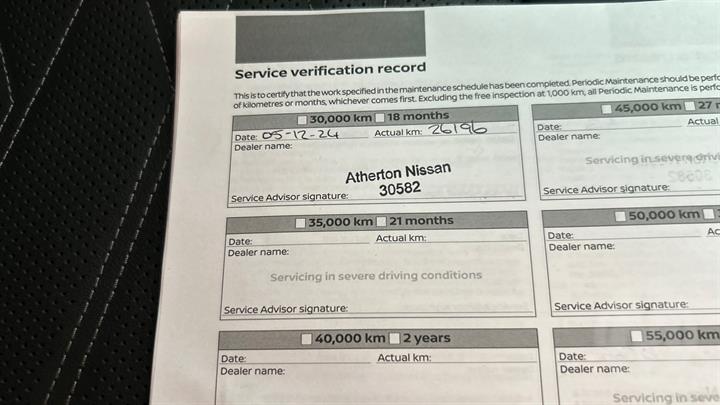 Service verification record
This is to certify that the work specified in the maintenance schedule has been completed. Periodic Maintenance should be
of kilometres or months, whichever comes first. Excluding the free inspection at 1,000 km, all Periodic Maintenance is
30,000 km 18 months
Date: 05-12-24 Actual km: 26196
Dealer name:
Atherton Nissan
30582
Service Advisor signature:
45,000 km 27
Date: Actual
Dealer name:
Servicing in severe
Service Advisor signature:
35,000 km 21 months
Date: Actual km:
Dealer name:
Servicing in severe driving conditions
Service Advisor signature:
50,000 km
Date:
Dealer name:
Service Advisor signature:
40,000 km 2 years
Date: Actual km:
Dealer name:
55,000 km
Date:
Dealer name:
Servicing in